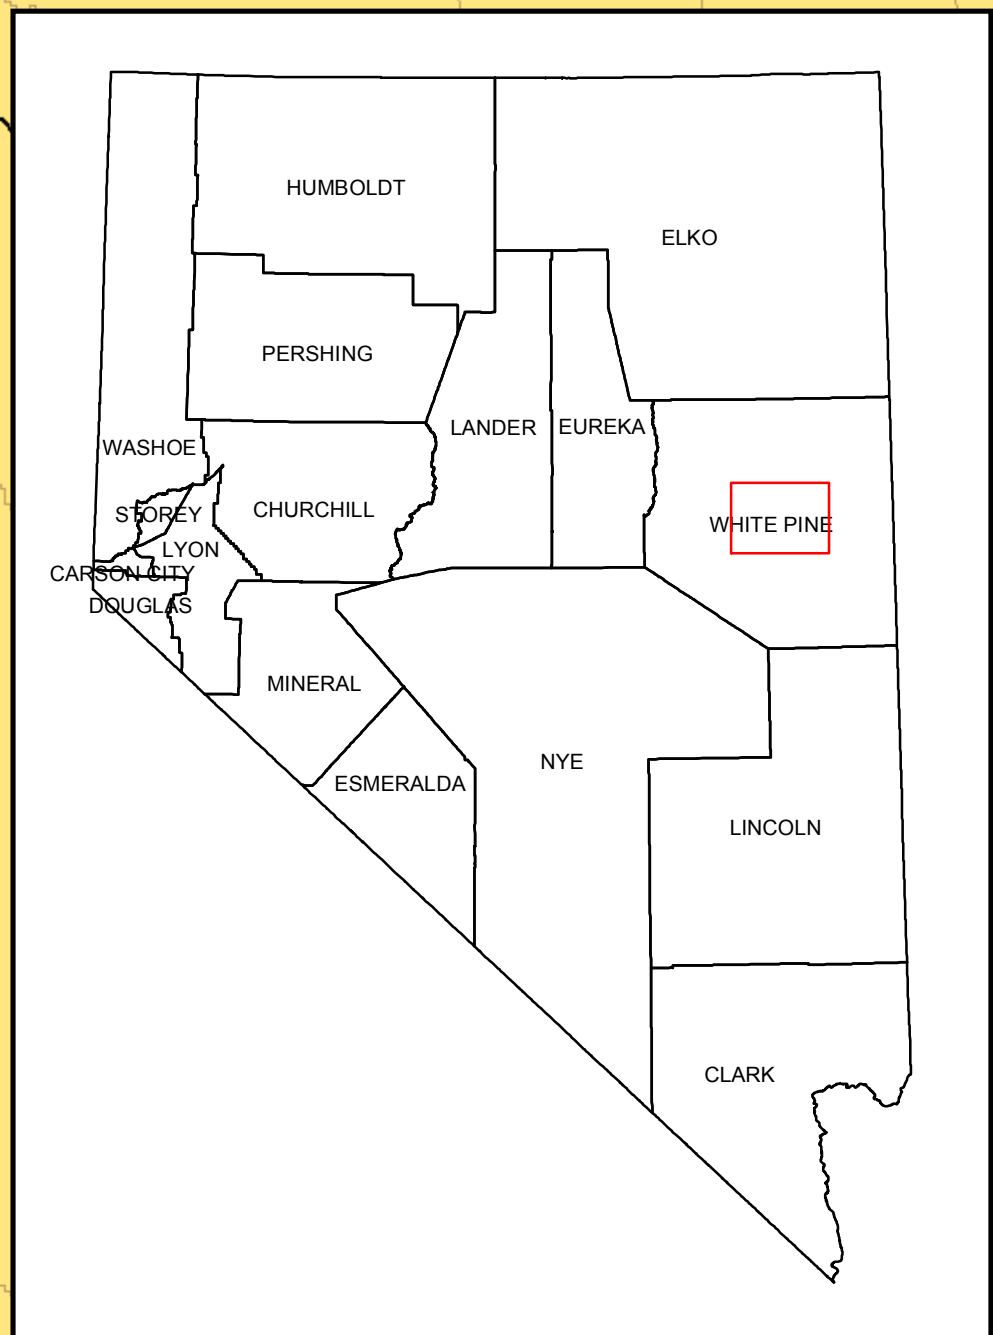 HUMBOLDT
ELKO
PERSHING
LANDER
EUREKA
WASHOE
CHURCHILL
STOREY
WHITE PINE
LYON
CARSON CITY
DOUGLAS
MINERAL
NYE
ESMERALDA
LINCOLN
CLARK